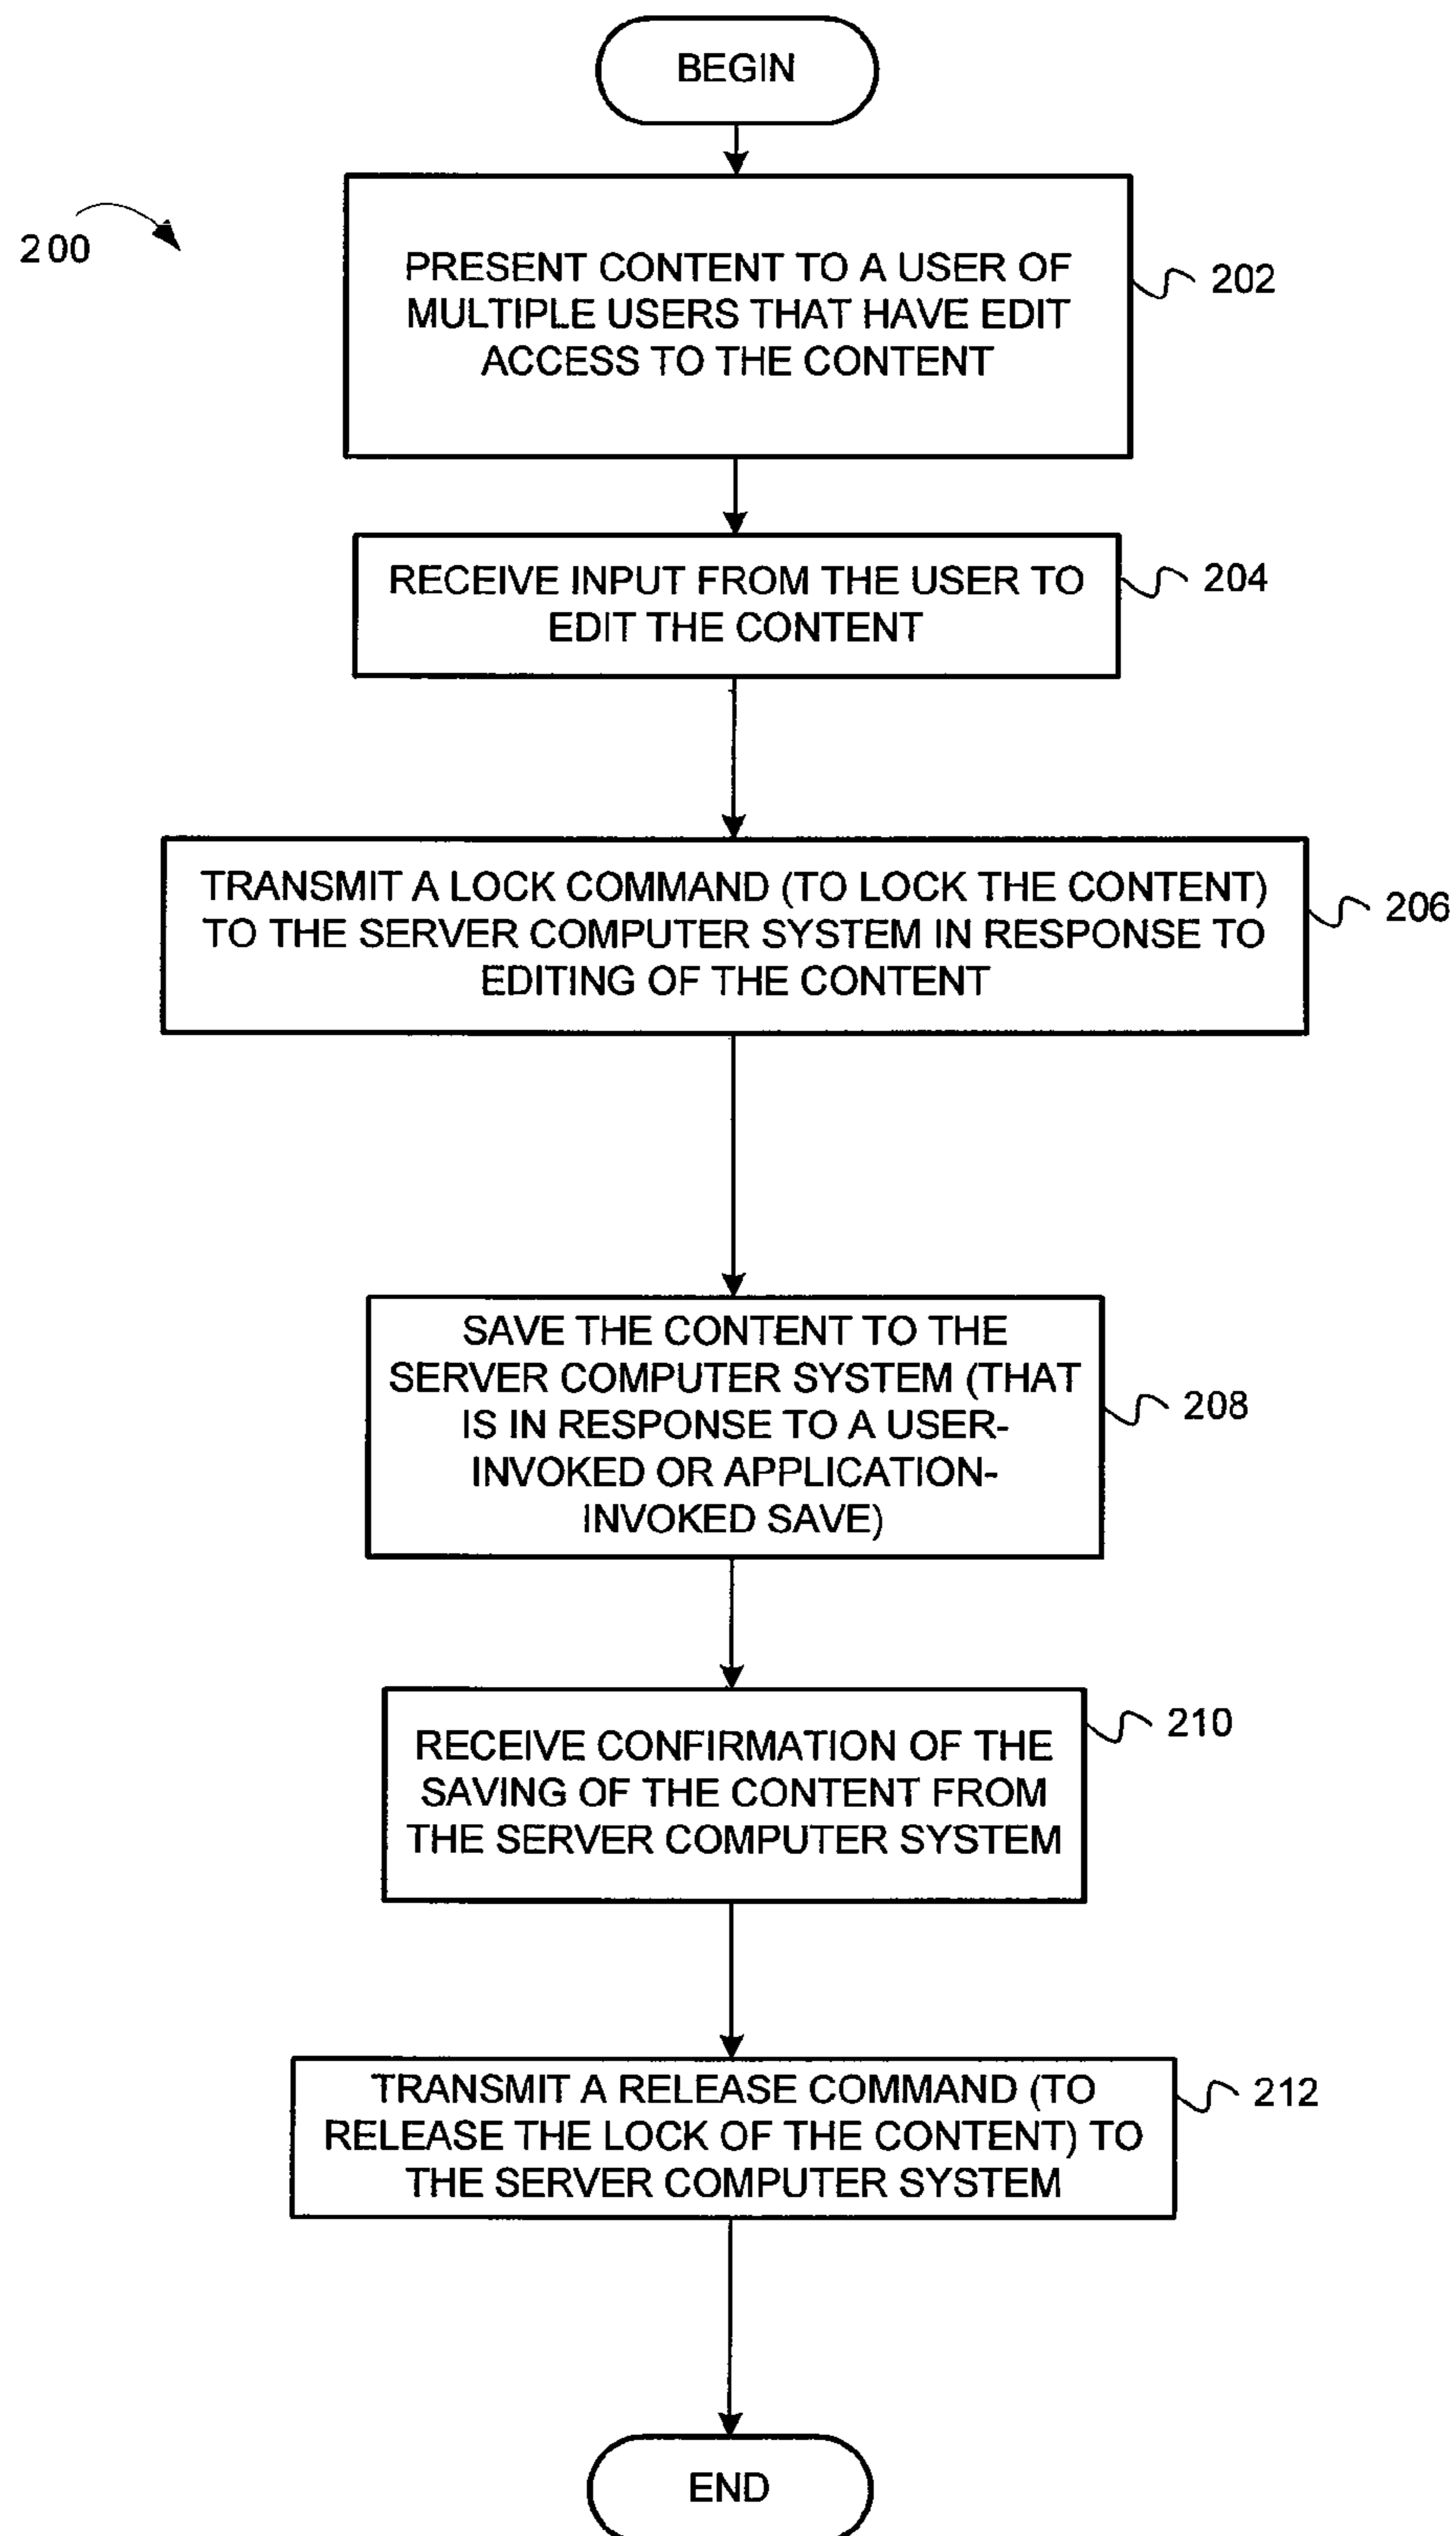 BEGIN
200
PRESENT CONTENT TO A USER OF
MULTIPLE USERS THAT HAVE EDIT
ACCESS TO THE CONTENT
202
RECEIVE INPUT FROM THE USER TO
EDIT THE CONTENT
204
TRANSMIT A LOCK COMMAND (TO LOCK THE CONTENT)
TO THE SERVER COMPUTER SYSTEM IN RESPONSE TO
EDITING OF THE CONTENT
206
SAVE THE CONTENT TO THE
SERVER COMPUTER SYSTEM (THAT
IS IN RESPONSE TO A USER-
INVOKED OR APPLICATION-
INVOKED SAVE)
208
RECEIVE CONFIRMATION OF THE
SAVING OF THE CONTENT FROM
THE SERVER COMPUTER SYSTEM
210
TRANSMIT A RELEASE COMMAND (TO
RELEASE THE LOCK OF THE CONTENT) TO
THE SERVER COMPUTER SYSTEM
212
END